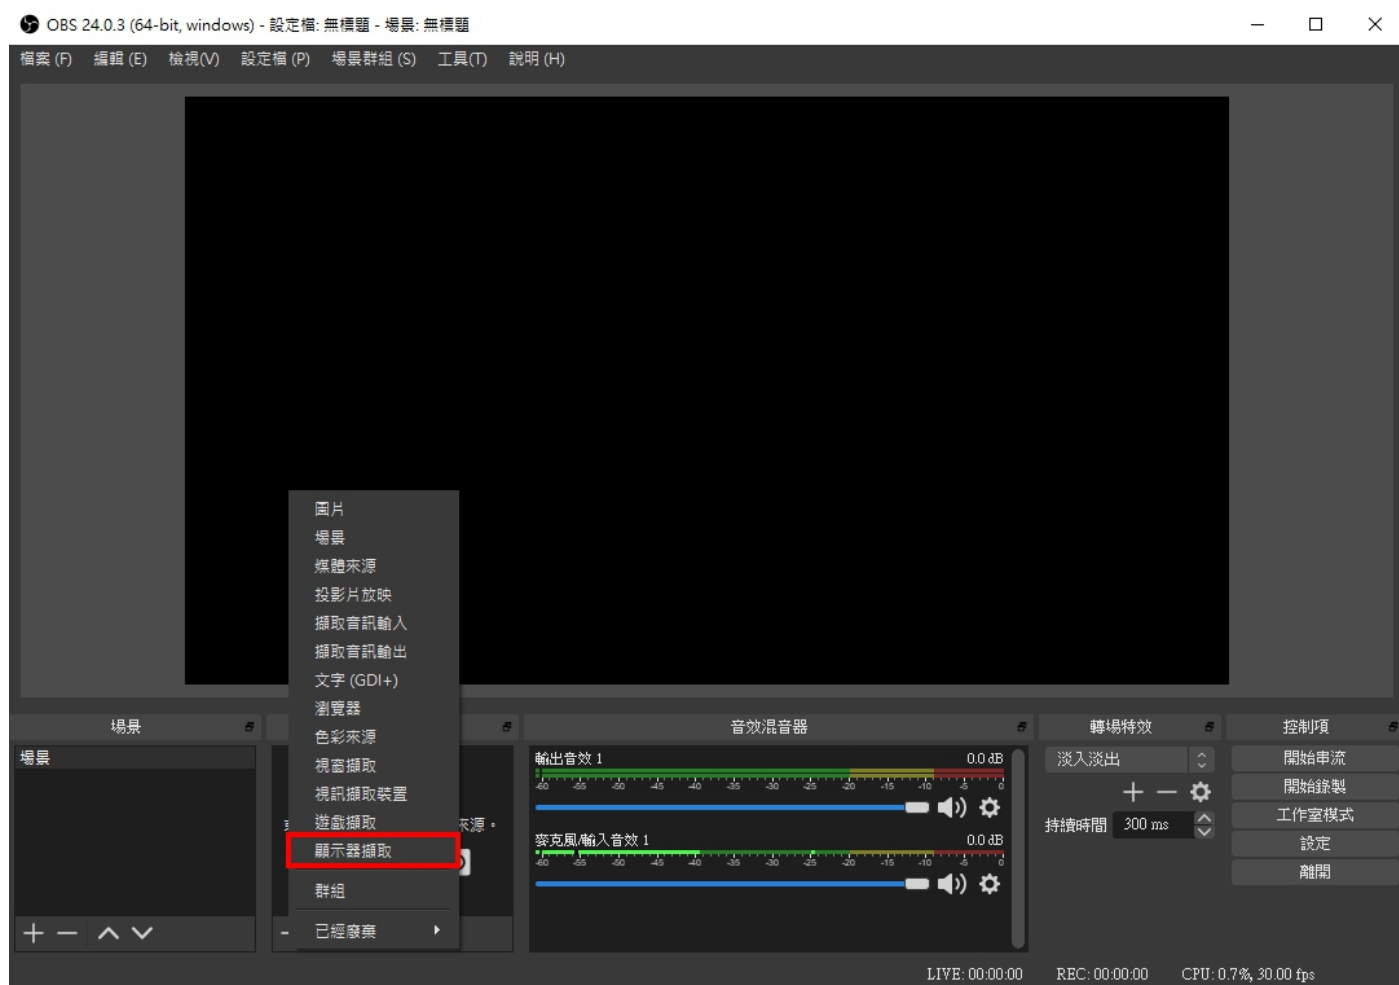 OBS 24.0.3 (64-bit, windows) - 設定檔: 無標題 - 場景: 無標題
檔案 (F) 編輯 (E) 檢視(V) 設定檔 (P) 場景群組 (S) 工具(T) 說明 (H)
圖片
場景
媒體來源
投影片放映
擷取音訊輸入
擷取音訊輸出
文字 (GDI+)
瀏覽器
色彩來源
視窗擷取
視訊擷取裝置
遊戲擷取
顯示器擷取
群組
已經廢棄
場景
場景
來源。
音效混音器
輸出音效 1 0.0 dB
-60 -55 -50 -45 -40 -35 -30 -25 -20 -15 -10 -5 0
麥克風/輸入音效 1 0.0 dB
-60 -55 -50 -45 -40 -35 -30 -25 -20 -15 -10 -5 0
轉場特效
淡入淡出
持續時間 300 ms
控制項
開始串流
開始錄製
工作室模式
設定
離開
LIVE: 00:00:00 REC: 00:00:00 CPU: 0.7%, 30.00 fps